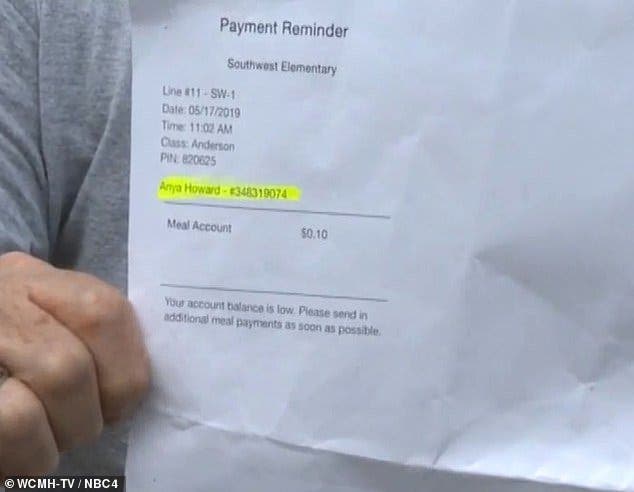 Payment Reminder
Southwest Elementary
Line #11 - SW-1
Date: 05/17/2019
Time: 11:02 AM
Class: Anderson
PIN: 820625
Anya Howard - #348319074
Meal Account $0.10
Your account balance is low. Please send in
additional meal payments as soon as possible.
© WCMH-TV / NBC4